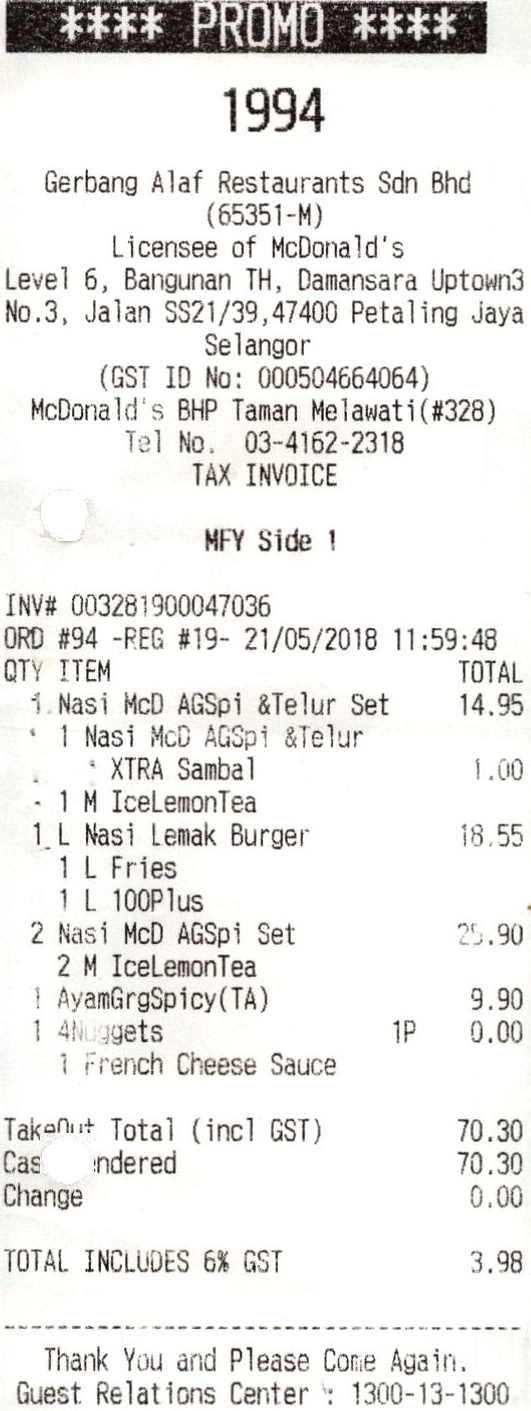 **** PROMO ****
1994
Gerbang Alaf Restaurants Sdn Bhd
(65351-M)
Licensee of McDonald's
Level 6, Bangunan TH, Damansara Uptown3
No.3, Jalan SS21/39,47400 Petaling Jaya
Selangor
(GST ID No: 000504664064)
McDonald's BHP Taman Melawati(#328)
Tel No. 03-4162-2318
TAX INVOICE
MFY Side 1
INV# 003281900047036
ORD #94 -REG #19- 21/05/2018 11:59:48
QTY ITEM TOTAL
1 Nasi McD AGSpi &Telur Set 14.95
1 Nasi McD AGSpi &Telur
XTRA Sambal 1.00
1 M IceLemonTea
1 L Nasi Lemak Burger 18.55
1 L Fries
1 L 100Plus
2 Nasi McD AGSpi Set 25.90
2 M IceLemonTea
1 AyamGrgSpicy(TA) 9.90
1 4Nuggets 1P 0.00
1 French Cheese Sauce
TakeOut Total (incl GST) 70.30
Cas ndered 70.30
Change 0.00
TOTAL INCLUDES 6% GST 3.98
Thank You and Please Come Again.
Guest Relations Center : 1300-13-1300